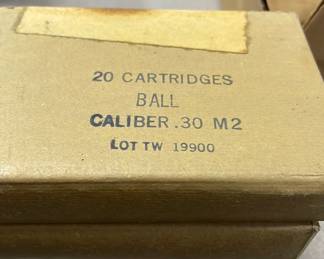 20 CARTRIDGES
BALL
CALIBER .30 M2
LOT TW 19900